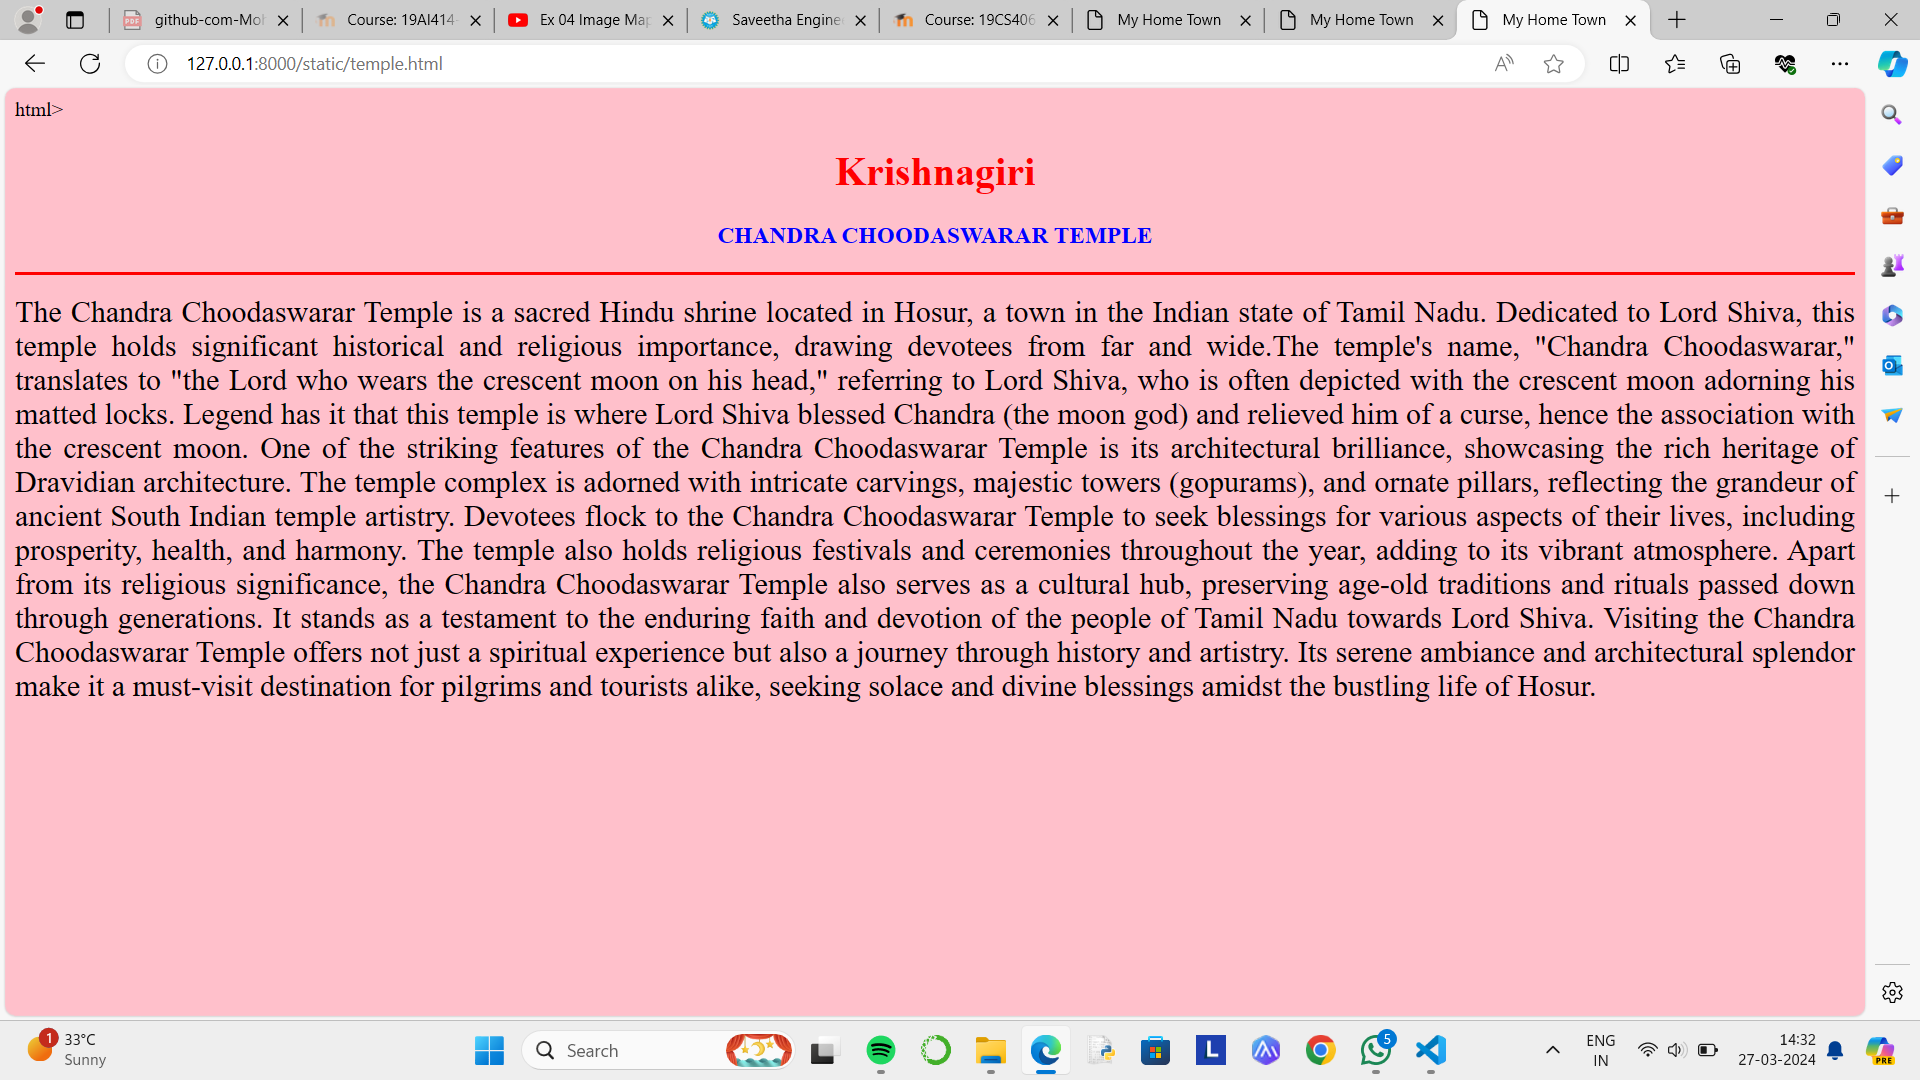 github-com-Moh
Course: 19AI414-
Ex 04 Image Map
Saveetha Enginee
Course: 19CS406
My Home Town
My Home Town
My Home Town
127.0.0.1:8000/static/temple.html
html>
Krishnagiri
CHANDRA CHOODASWARAR TEMPLE
The Chandra Choodaswarar Temple is a sacred Hindu shrine located in Hosur, a town in the Indian state of Tamil Nadu. Dedicated to Lord Shiva, this
temple holds significant historical and religious importance, drawing devotees from far and wide.The temple's name, "Chandra Choodaswarar,"
translates to "the Lord who wears the crescent moon on his head," referring to Lord Shiva, who is often depicted with the crescent moon adorning his
matted locks. Legend has it that this temple is where Lord Shiva blessed Chandra (the moon god) and relieved him of a curse, hence the association with
the crescent moon. One of the striking features of the Chandra Choodaswarar Temple is its architectural brilliance, showcasing the rich heritage of
Dravidian architecture. The temple complex is adorned with intricate carvings, majestic towers (gopurams), and ornate pillars, reflecting the grandeur of
ancient South Indian temple artistry. Devotees flock to the Chandra Choodaswarar Temple to seek blessings for various aspects of their lives, including
prosperity, health, and harmony. The temple also holds religious festivals and ceremonies throughout the year, adding to its vibrant atmosphere. Apart
from its religious significance, the Chandra Choodaswarar Temple also serves as a cultural hub, preserving age-old traditions and rituals passed down
through generations. It stands as a testament to the enduring faith and devotion of the people of Tamil Nadu towards Lord Shiva. Visiting the Chandra
Choodaswarar Temple offers not just a spiritual experience but also a journey through history and artistry. Its serene ambiance and architectural splendor
make it a must-visit destination for pilgrims and tourists alike, seeking solace and divine blessings amidst the bustling life of Hosur.
1
33°C
Sunny
Search
L
5
ENG
IN
14:32
27-03-2024
PRE